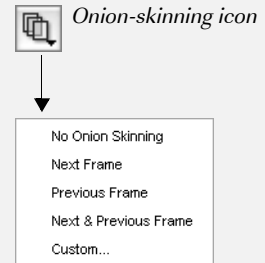 Onion-skinning icon
No Onion Skinning
Next Frame
Previous Frame
Next & Previous Frame
Custom...